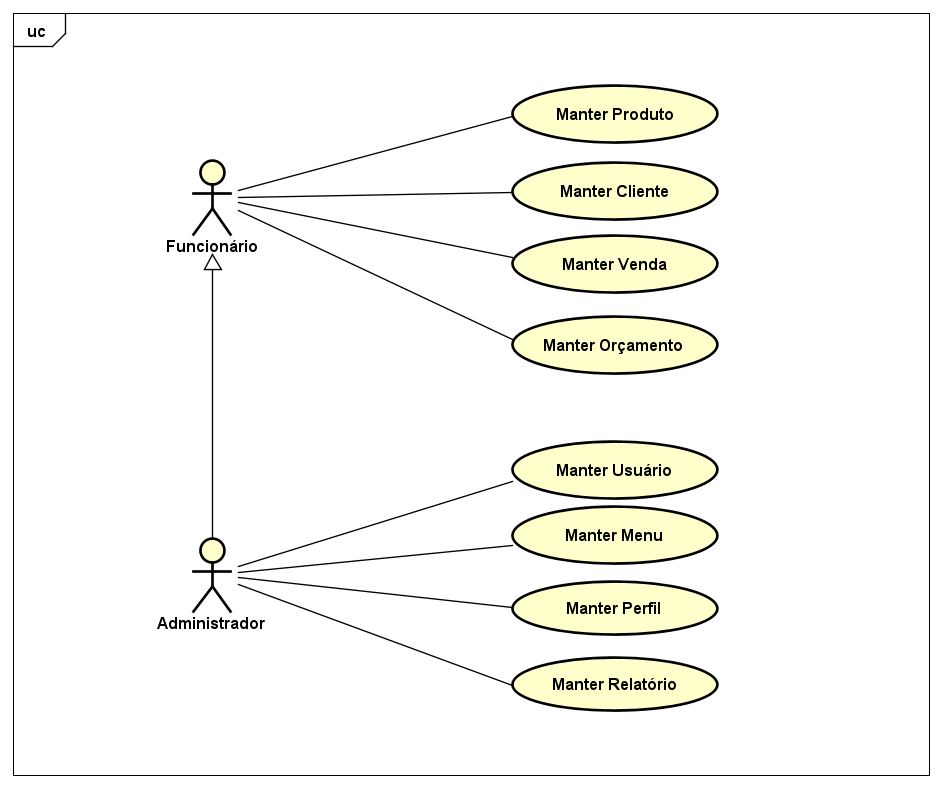 uc
Manter Produto
Manter Cliente
Funcionário
Manter Venda
Manter Orçamento
Manter Usuário
Manter Menu
Manter Perfil
Administrador
Manter Relatório